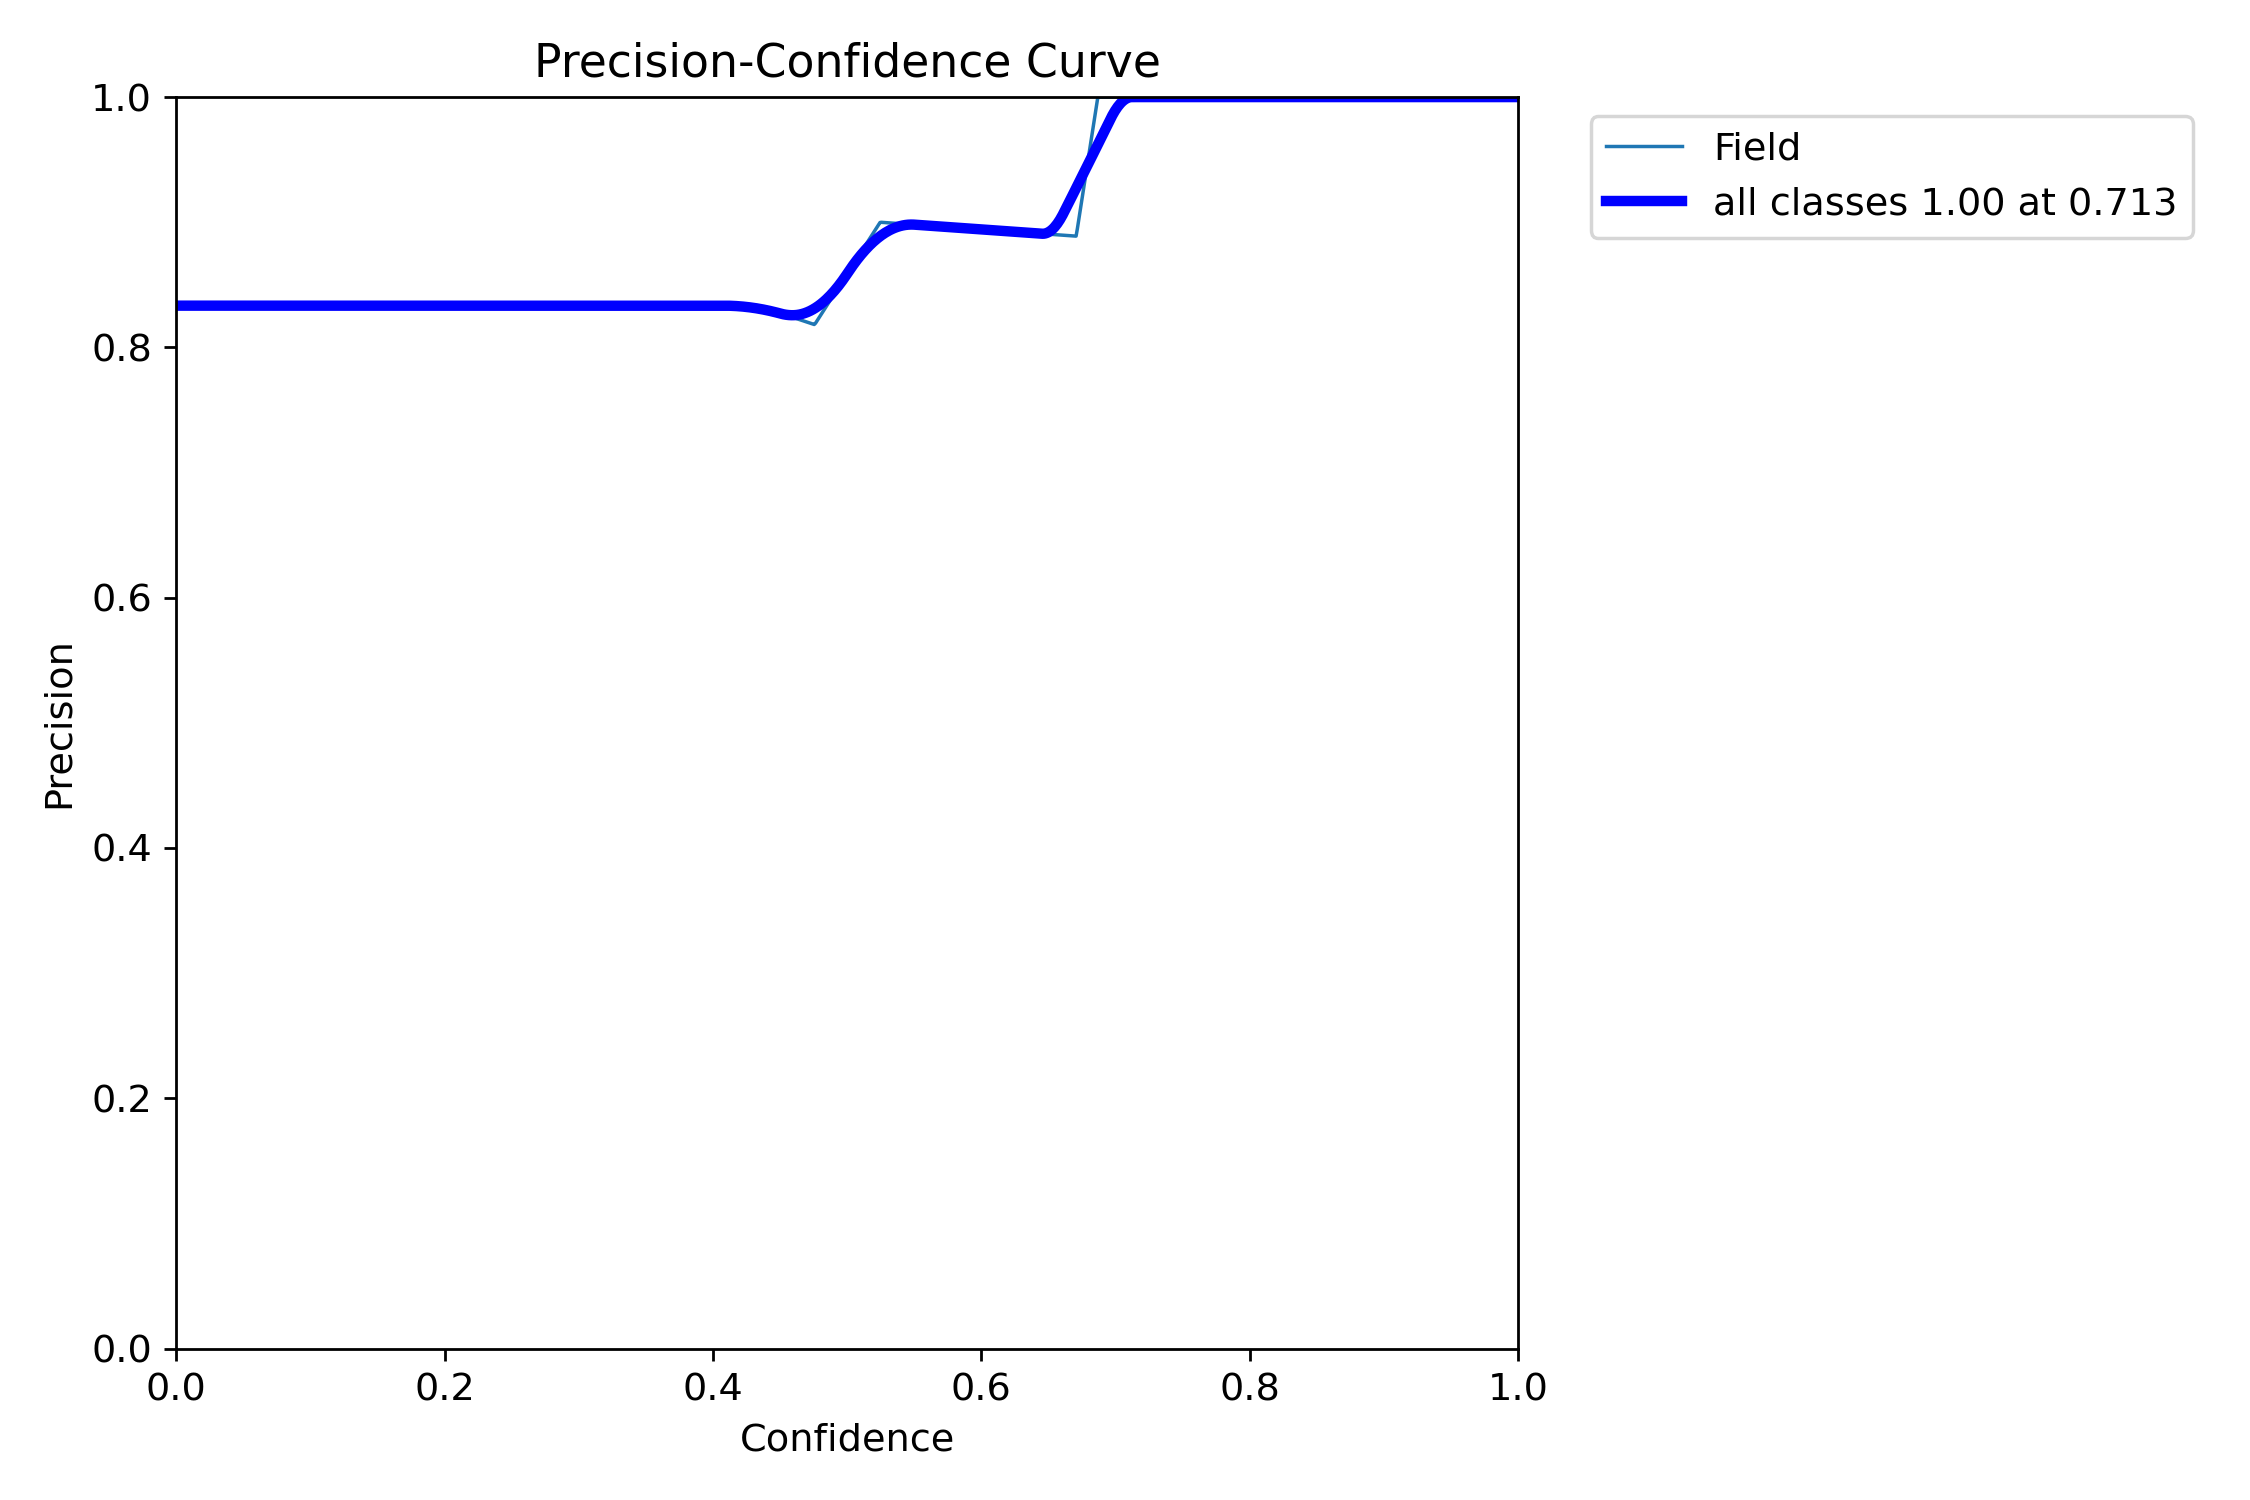 Precision-Confidence Curve
1.0
0.8
0.6
0.4
0.2
0.0
Precision
0.0 0.2 0.4 0.6 0.8 1.0
Confidence
Field
all classes 1.00 at 0.713